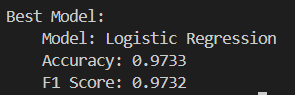 Best Model:
Model: Logistic Regression
Accuracy: 0.9733
F1 Score: 0.9732